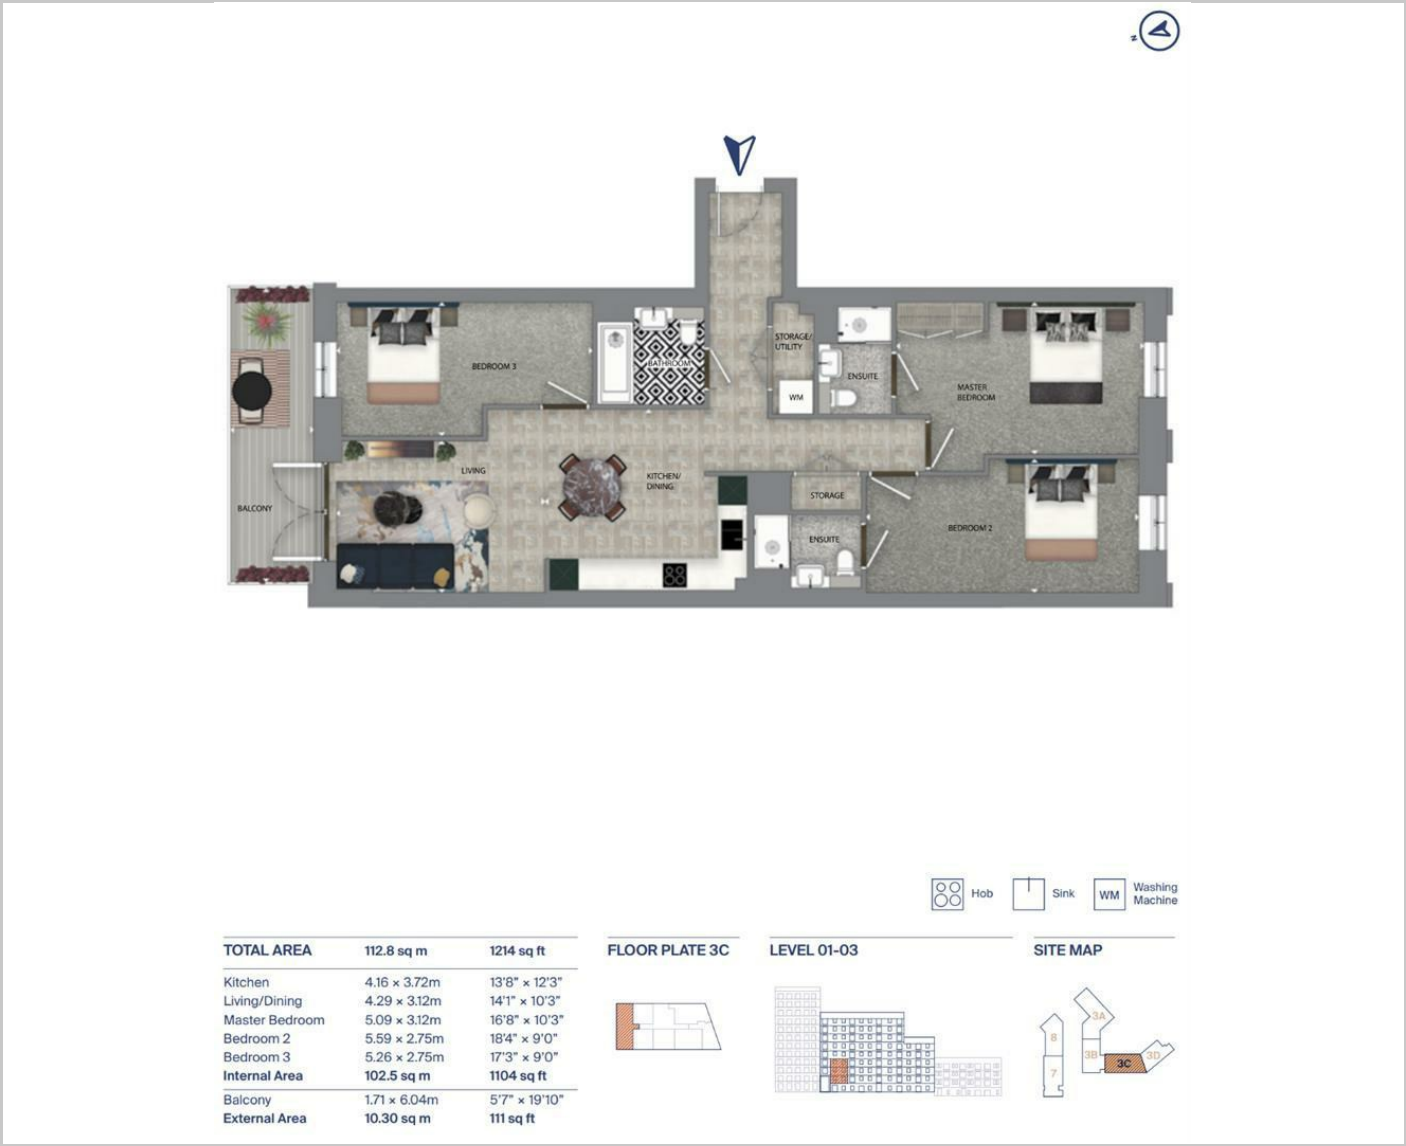 N
BEDROOM 3
BATHROOM
STORAGE/
UTILITY
WM
ENSUITE
MASTER
BEDROOM
LIVING
KITCHEN/
DINING
STORAGE
BALCONY
ENSUITE
BEDROOM 2
Hob
Sink
WM
Washing
Machine
TOTAL AREA 112.8 sq m 1214 sq ft
Kitchen 4.16 × 3.72m 13'8" × 12'3"
Living/Dining 4.29 × 3.12m 14'1" × 10'3"
Master Bedroom 5.09 × 3.12m 16'8" × 10'3"
Bedroom 2 5.59 × 2.75m 18'4" × 9'0"
Bedroom 3 5.26 × 2.75m 17'3" × 9'0"
Internal Area 102.5 sq m 1104 sq ft
Balcony 1.71 × 6.04m 5'7" × 19'10"
External Area 10.30 sq m 111 sq ft
FLOOR PLATE 3C
LEVEL 01-03
SITE MAP
3A
8
3B
3C
3D
7